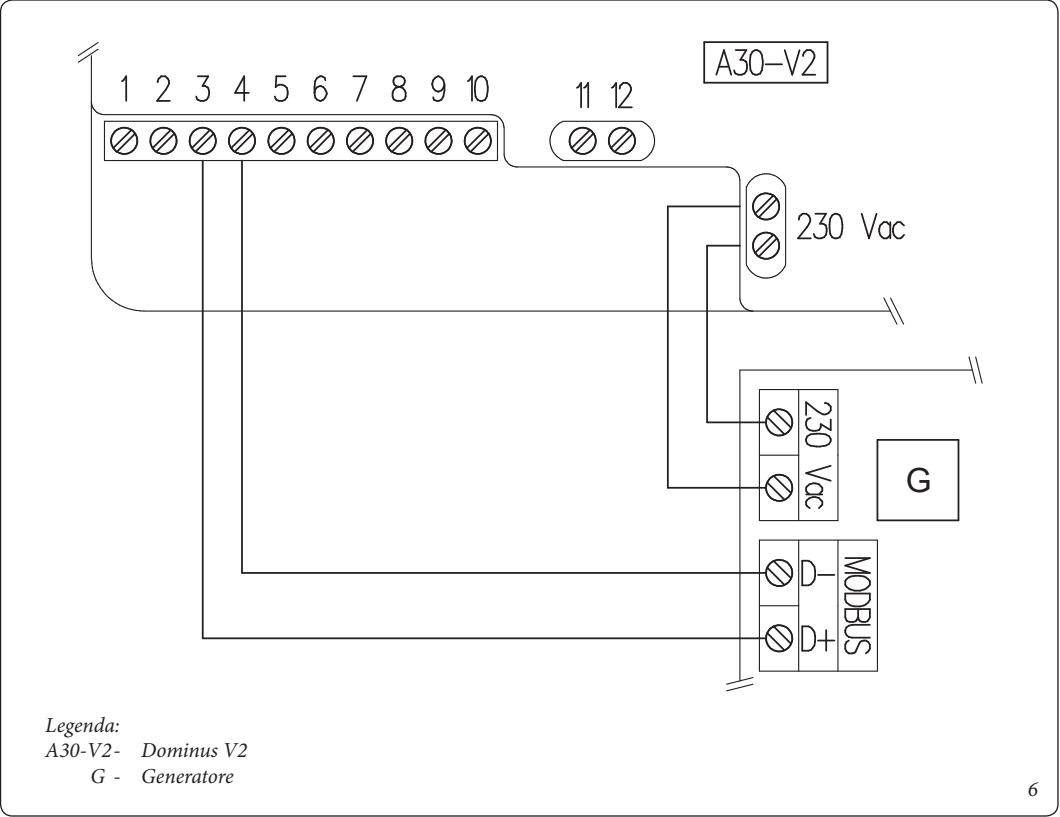 A30-V2
1 2 3 4 5 6 7 8 9 10
11 12
230 Vac
230 Vac
G
D-
D+
MODBUS
Legenda:
A30-V2- Dominus V2
G - Generatore
6